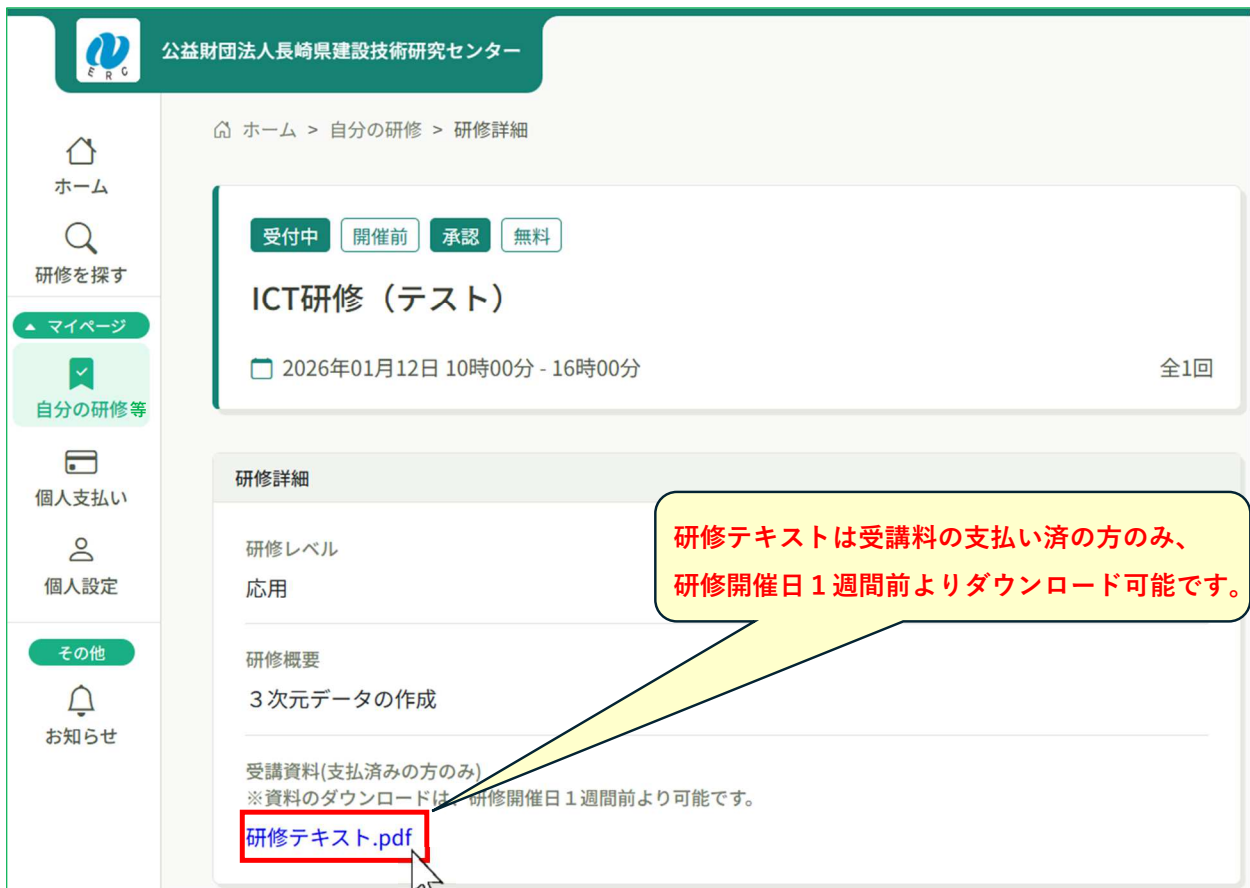 ERC
公益財団法人長崎県建設技術研究センター
ホーム > 自分の研修 > 研修詳細
ホーム
研修を探す
マイページ
自分の研修等
個人支払い
個人設定
その他
お知らせ
受付中 開催前 承認 無料
ICT研修（テスト）
2026年01月12日 10時00分 - 16時00分 全1回
研修詳細
研修レベル
応用
研修テキストは受講料の支払い済の方のみ、
研修開催日１週間前よりダウンロード可能です。
研修概要
３次元データの作成
受講資料(支払済みの方のみ)
※資料のダウンロードは、研修開催日１週間前より可能です。
研修テキスト.pdf